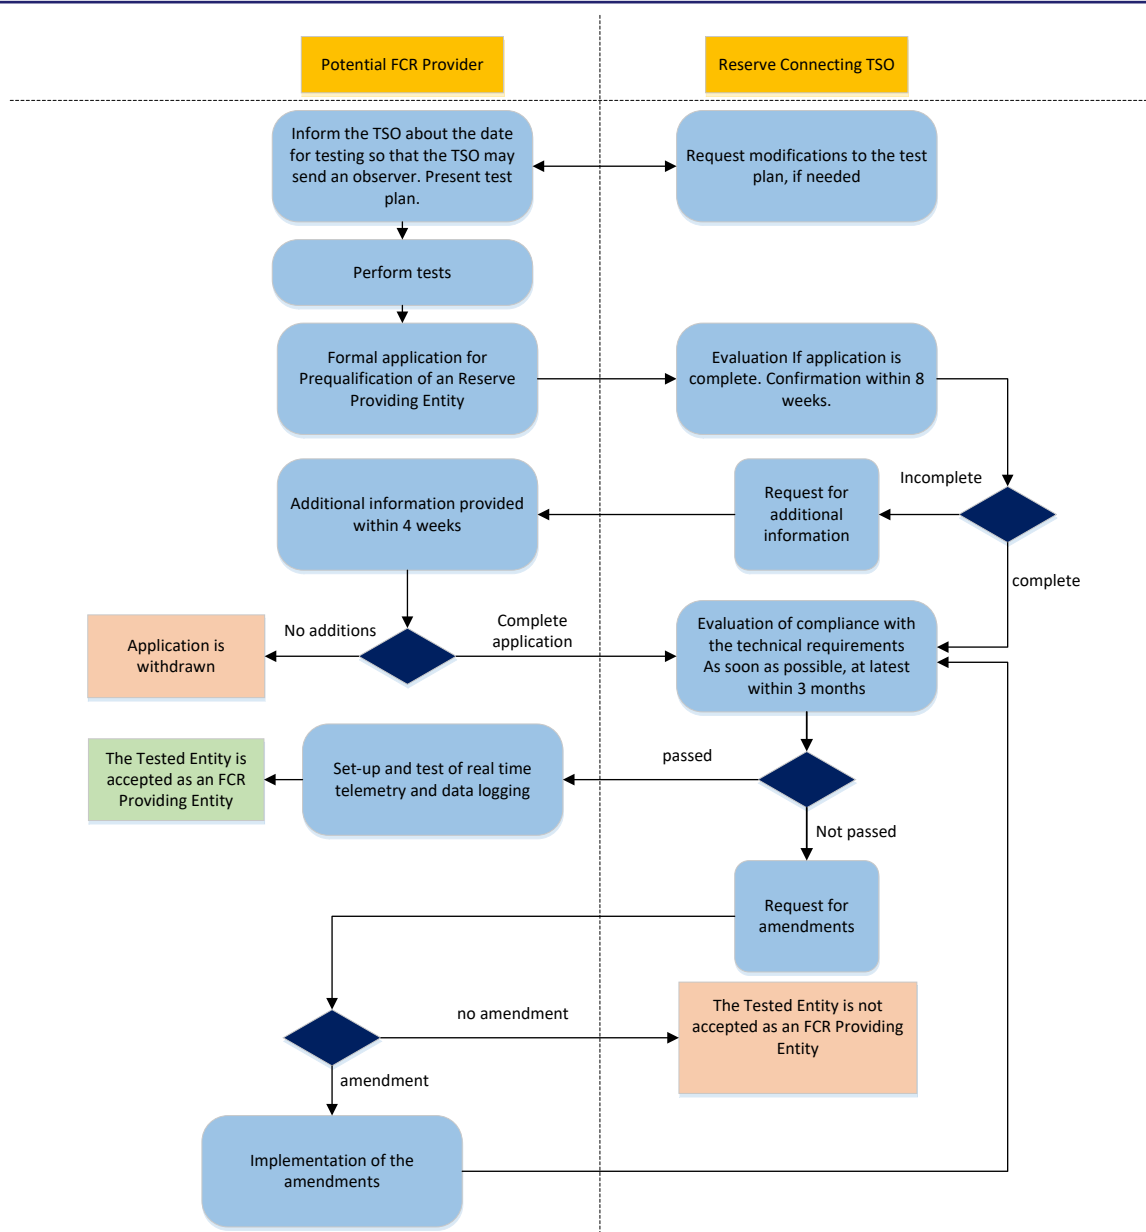 Potential FCR Provider
Reserve Connecting TSO
Inform the TSO about the date
for testing so that the TSO may
send an observer. Present test
plan.
Request modifications to the test
plan, if needed
Perform tests
Formal application for
Prequalification of an Reserve
Providing Entity
Evaluation If application is
complete. Confirmation within 8
weeks.
Incomplete
Request for
additional
information
Additional information provided
within 4 weeks
complete
No additions
Complete
application
Application is
withdrawn
Evaluation of compliance with
the technical requirements
As soon as possible, at latest
within 3 months
passed
Set-up and test of real time
telemetry and data logging
The Tested Entity is
accepted as an FCR
Providing Entity
Not passed
Request for
amendments
no amendment
The Tested Entity is not
accepted as an FCR Providing
Entity
amendment
Implementation of the
amendments